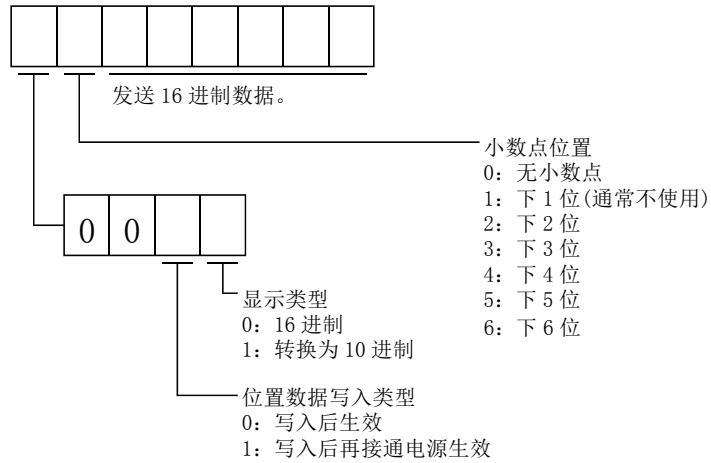 发送 16 进制数据。
小数点位置
0: 无小数点
1: 下 1 位(通常不使用)
2: 下 2 位
3: 下 3 位
4: 下 4 位
5: 下 5 位
6: 下 6 位
0 0
显示类型
0: 16 进制
1: 转换为 10 进制
位置数据写入类型
0: 写入后生效
1: 写入后再接通电源生效